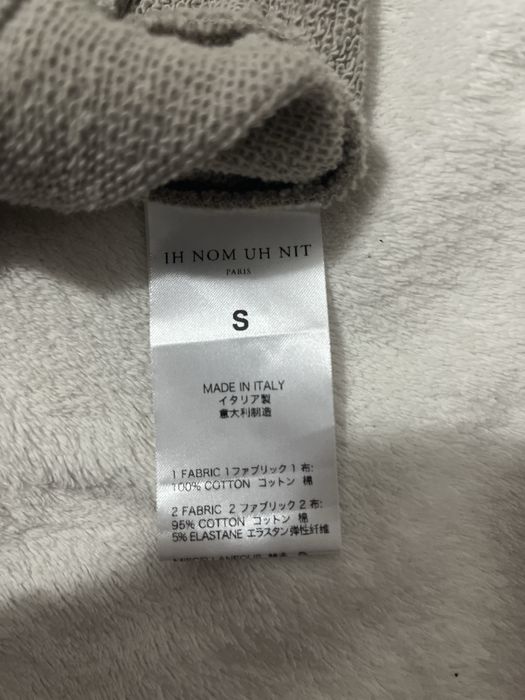 IH NOM UH NIT
PARIS
S
MADE IN ITALY
イタリア製
意大利制造
1 FABRIC 1ファブリック 1 布:
100% COTTON コットン 棉
2 FABRIC 2 ファブリック 2 布:
95% COTTON コットン 棉
5% ELASTANE エラスタン 弹性纤维